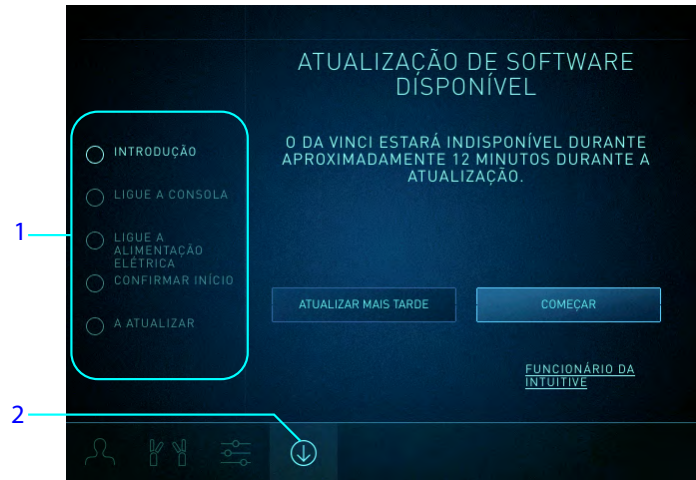 ATUALIZAÇÃO DE SOFTWARE
DISPONÍVEL
O DA VINCI ESTARÁ INDISPONÍVEL DURANTE
APROXIMADAMENTE 12 MINUTOS DURANTE A
ATUALIZAÇÃO.
1
INTRODUÇÃO
LIGUE A CONSOLA
LIGUE A
ALIMENTAÇÃO
ELÉTRICA
CONFIRMAR INÍCIO
A ATUALIZAR
ATUALIZAR MAIS TARDE
COMEÇAR
FUNCIONÁRIO DA
INTUITIVE
2